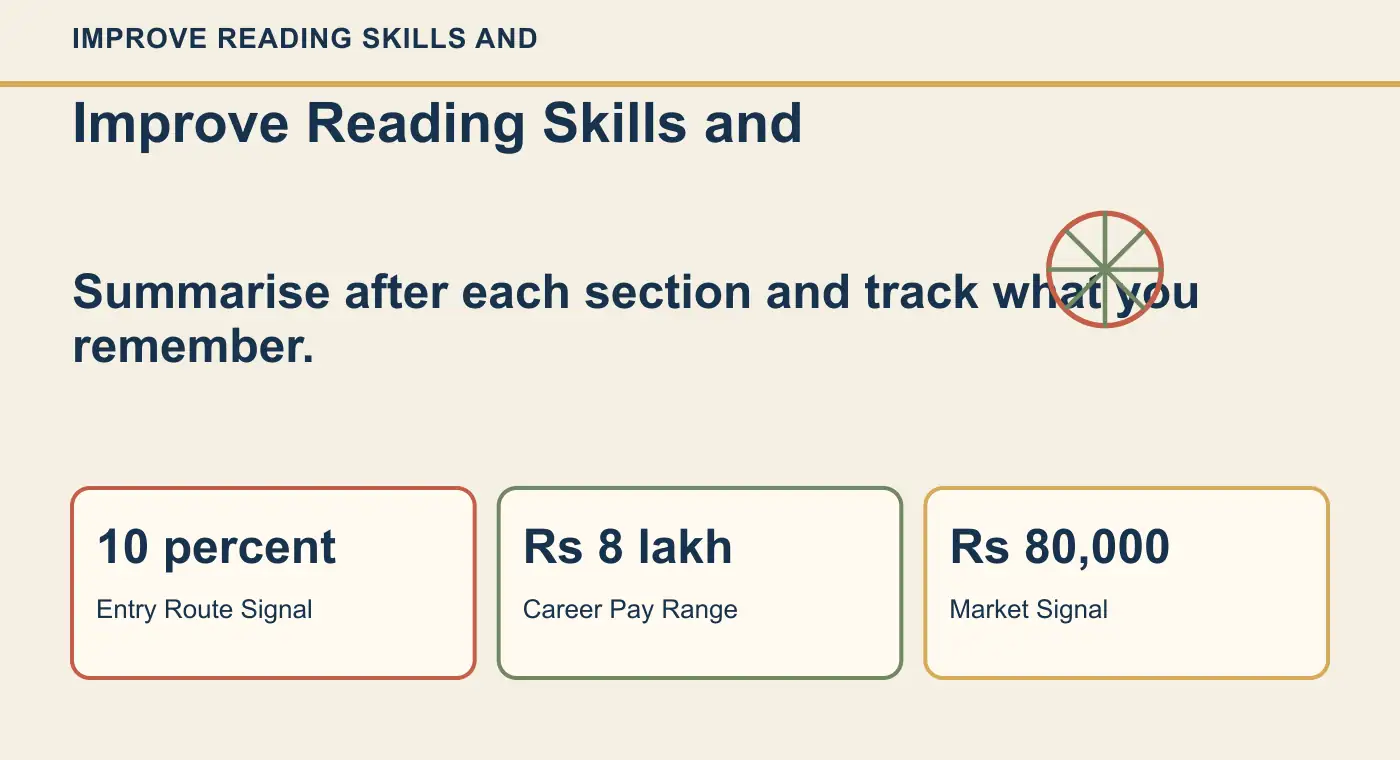 IMPROVE READING SKILLS AND
Improve Reading Skills and
Summarise after each section and track what you
remember.
10 percent
Entry Route Signal
Rs 8 lakh
Career Pay Range
Rs 80,000
Market Signal